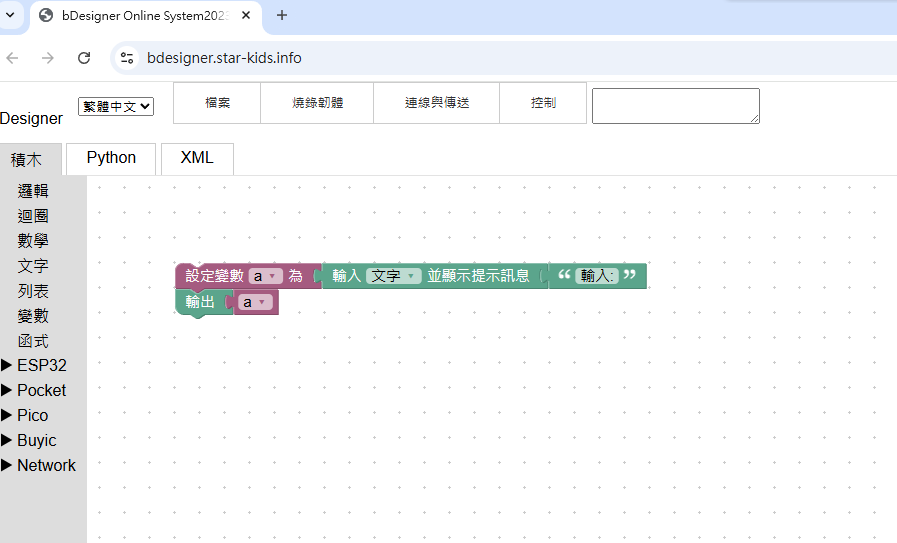 bDesigner Online System202
bdesigner.star-kids.info
Designer
繁體中文
檔案
燒錄韌體
連線與傳送
控制
積木
Python
XML
邏輯
迴圈
數學
文字
列表
變數
函式
ESP32
Pocket
Pico
Buyic
Network
設定變數 a 為 輸入 文字 並顯示提示訊息 “ 輸入: ”
輸出 a